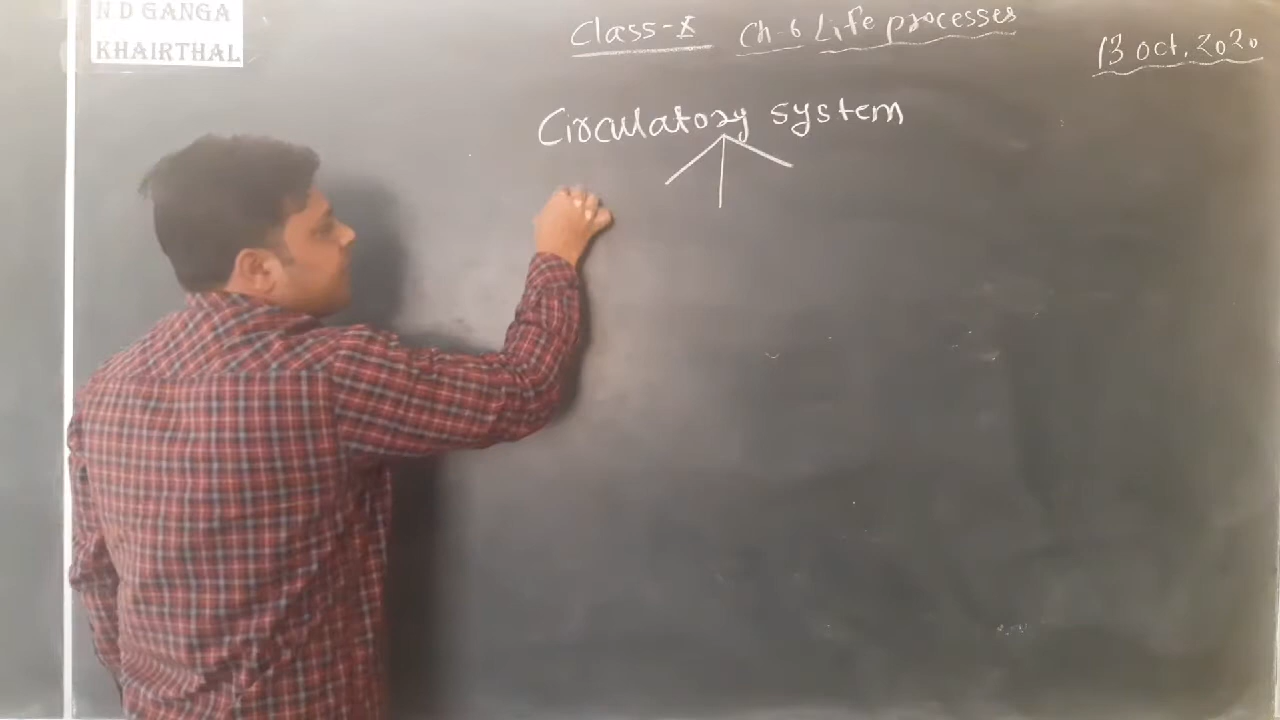 N D GANGA
KHAIRTHAL
Class-X Ch-6 Life processes
13 oct. 2020
Circulatory system